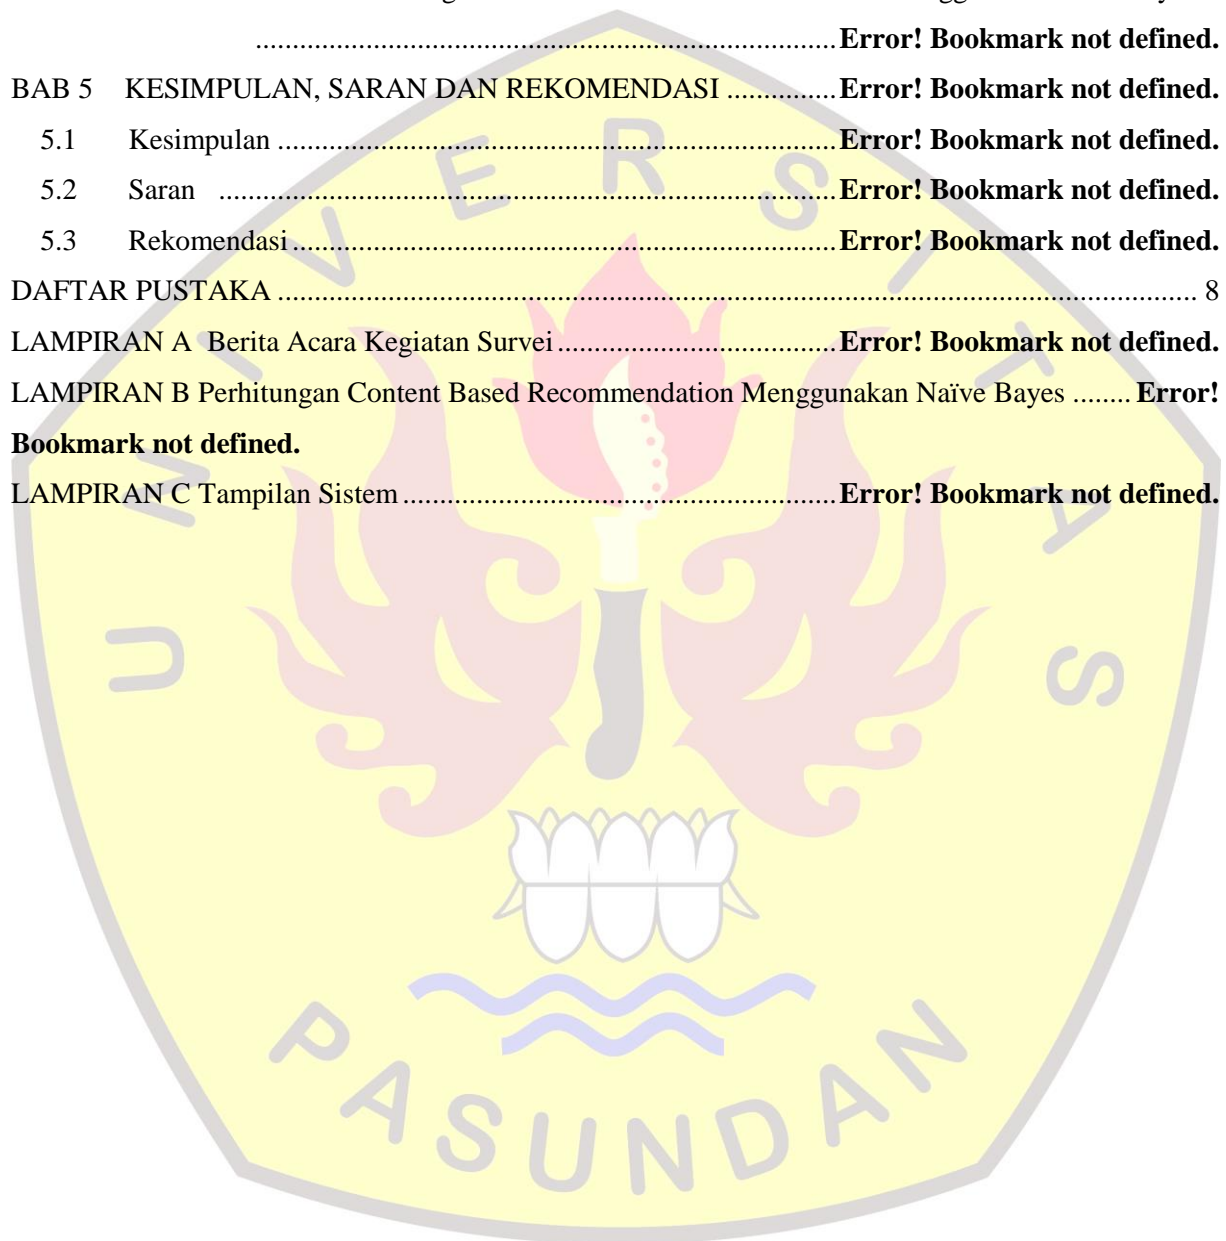 .......... Error! Bookmark not defined.
BAB 5 KESIMPULAN, SARAN DAN REKOMENDASI .......... Error! Bookmark not defined.
5.1 Kesimpulan .......... Error! Bookmark not defined.
5.2 Saran .......... Error! Bookmark not defined.
5.3 Rekomendasi .......... Error! Bookmark not defined.
DAFTAR PUSTAKA .......... 8
LAMPIRAN A Berita Acara Kegiatan Survei .......... Error! Bookmark not defined.
LAMPIRAN B Perhitungan Content Based Recommendation Menggunakan Naïve Bayes ........ Error!
Bookmark not defined.
LAMPIRAN C Tampilan Sistem .......... Error! Bookmark not defined.
UNIVERSITAS
PASUNDAN